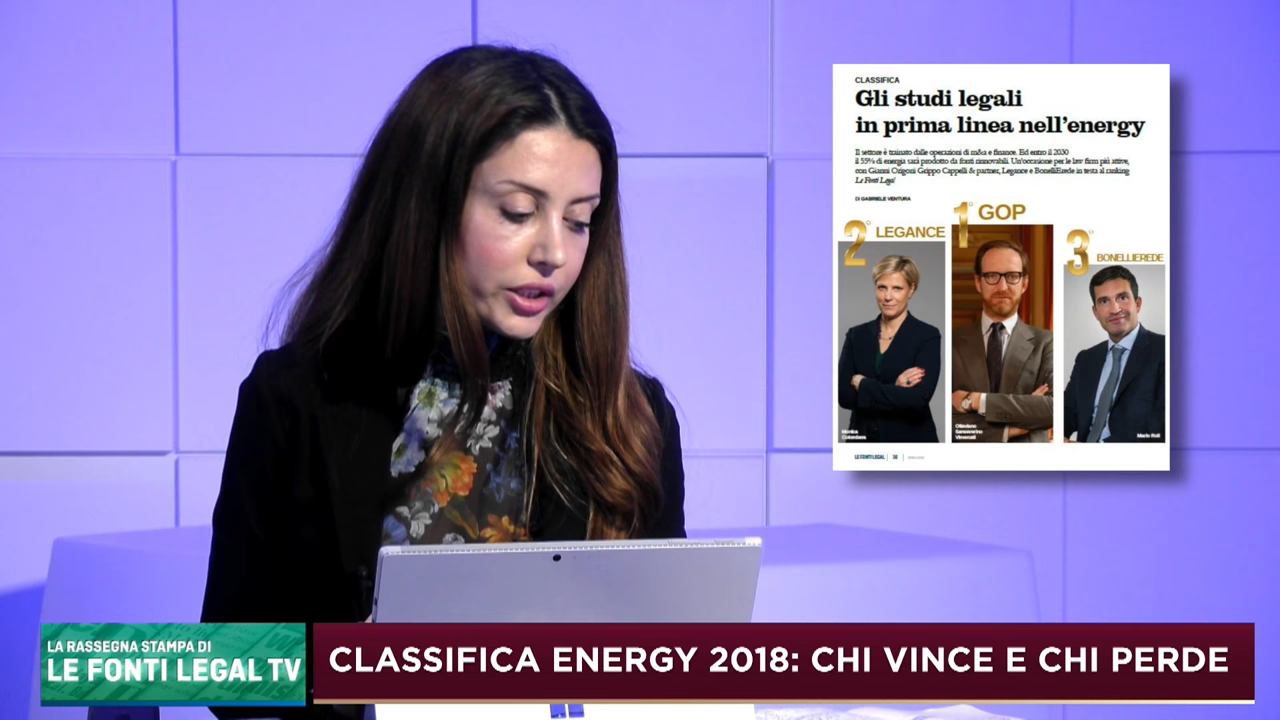 CLASSIFICA
Gli studi legali
in prima linea nell'energy
Il settore è trainato dalle operazioni di m&a e finance. Ed entro il 2030
il 55% di energia sarà prodotto da fonti rinnovabili. Un'occasione per le law firm più attive,
con Gianni Origoni Grippo Cappelli & partner, Legance e BonelliErede in testa al ranking
Le Fonti Legal
DI GABRIELE VENTURA
1° GOP
2° LEGANCE
3° BONELLIEREDE
Monica
Colombera
Ottaviano
Sanseverino
Vimercati
Mario Roli
LE FONTI LEGAL
LA RASSEGNA STAMPA DI
LE FONTI LEGAL TV
CLASSIFICA ENERGY 2018: CHI VINCE E CHI PERDE